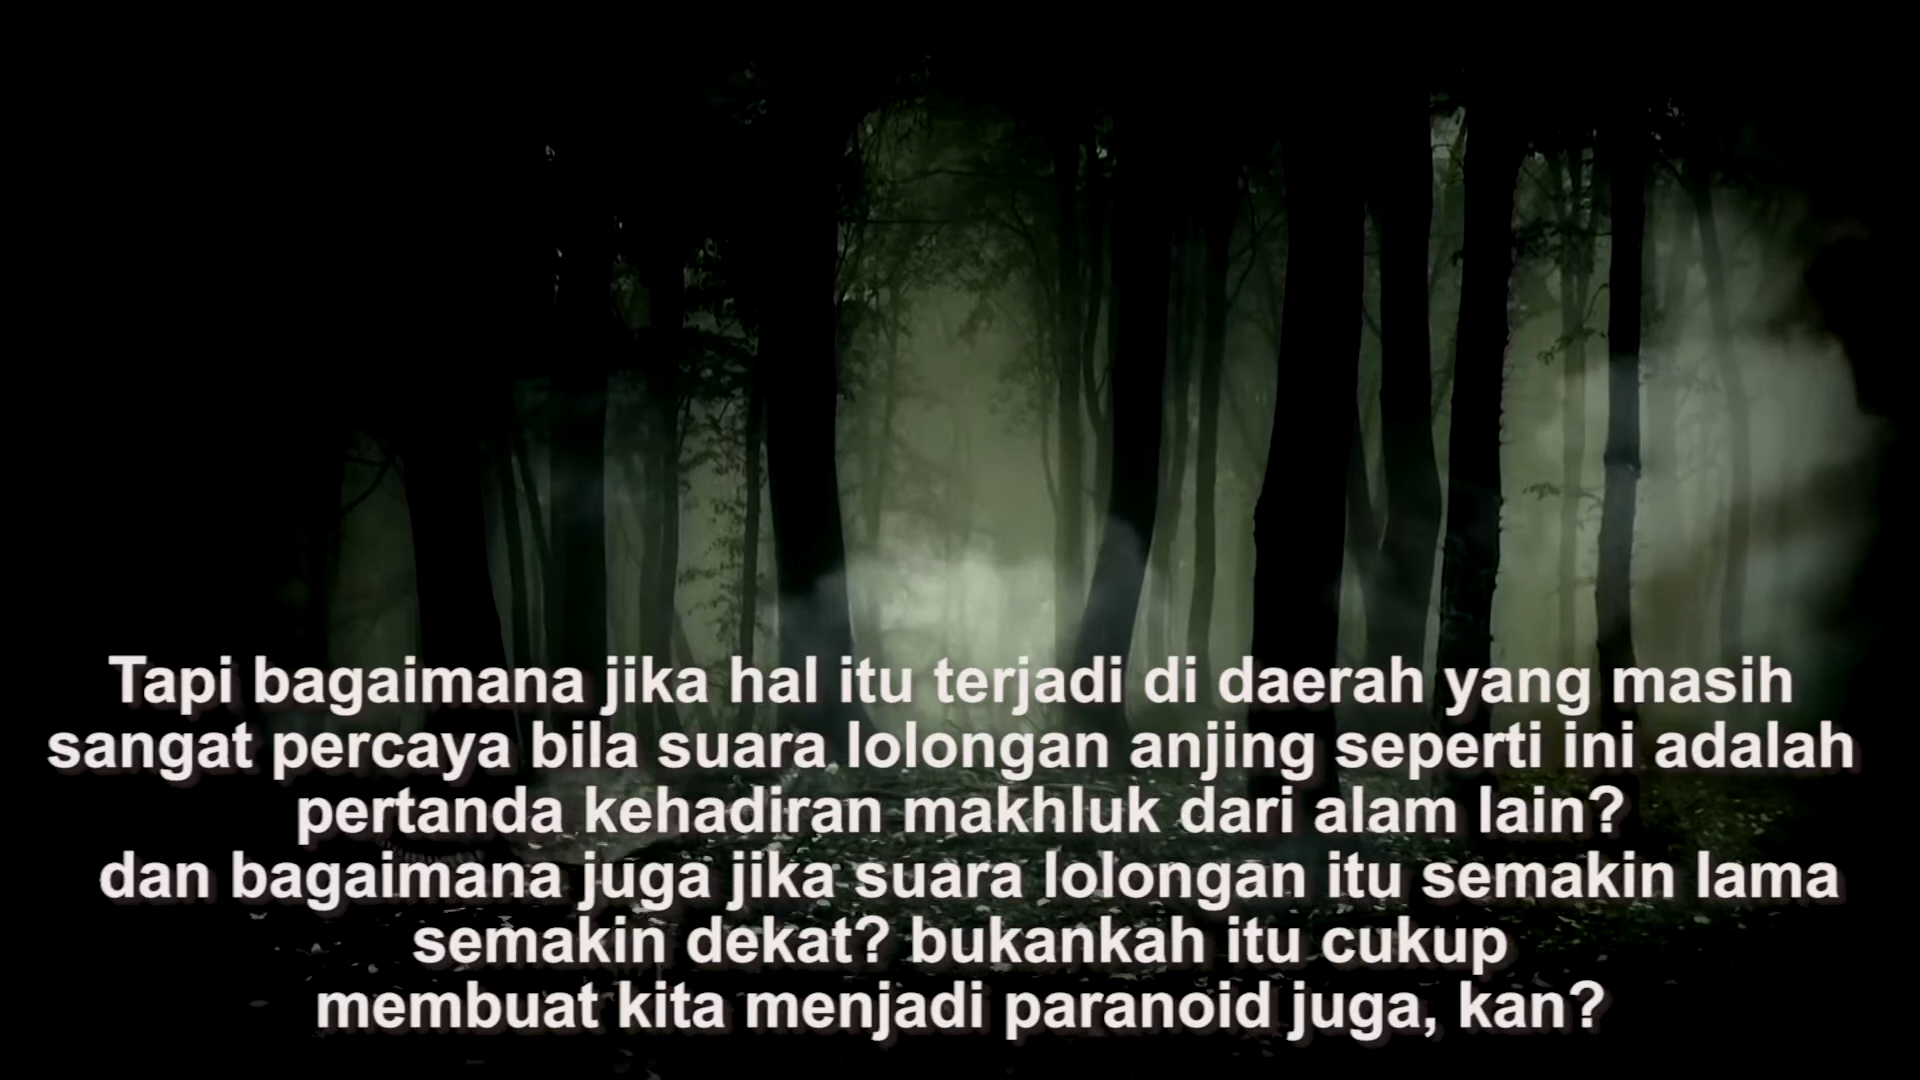 Tapi bagaimana jika hal itu terjadi di daerah yang masih
sangat percaya bila suara lolongan anjing seperti ini adalah
pertanda kehadiran makhluk dari alam lain?
dan bagaimana juga jika suara lolongan itu semakin lama
semakin dekat? bukankah itu cukup
membuat kita menjadi paranoid juga, kan?